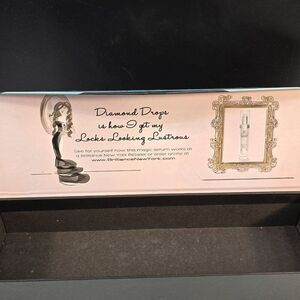 Diamond Drops
is how I get my
Locks Looking Lustrous
See for yourself how this magic serum works at
a Brilliance New York Retailer or order online at
www.BrillianceNewYork.com